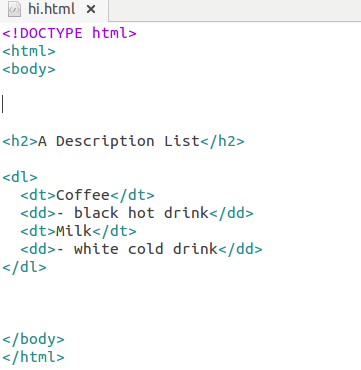 hi.html ×
<!DOCTYPE html>
<html>
<body>
<h2>A Description List</h2>
<dl>
  <dt>Coffee</dt>
  <dd>- black hot drink</dd>
  <dt>Milk</dt>
  <dd>- white cold drink</dd>
</dl>
</body>
</html>